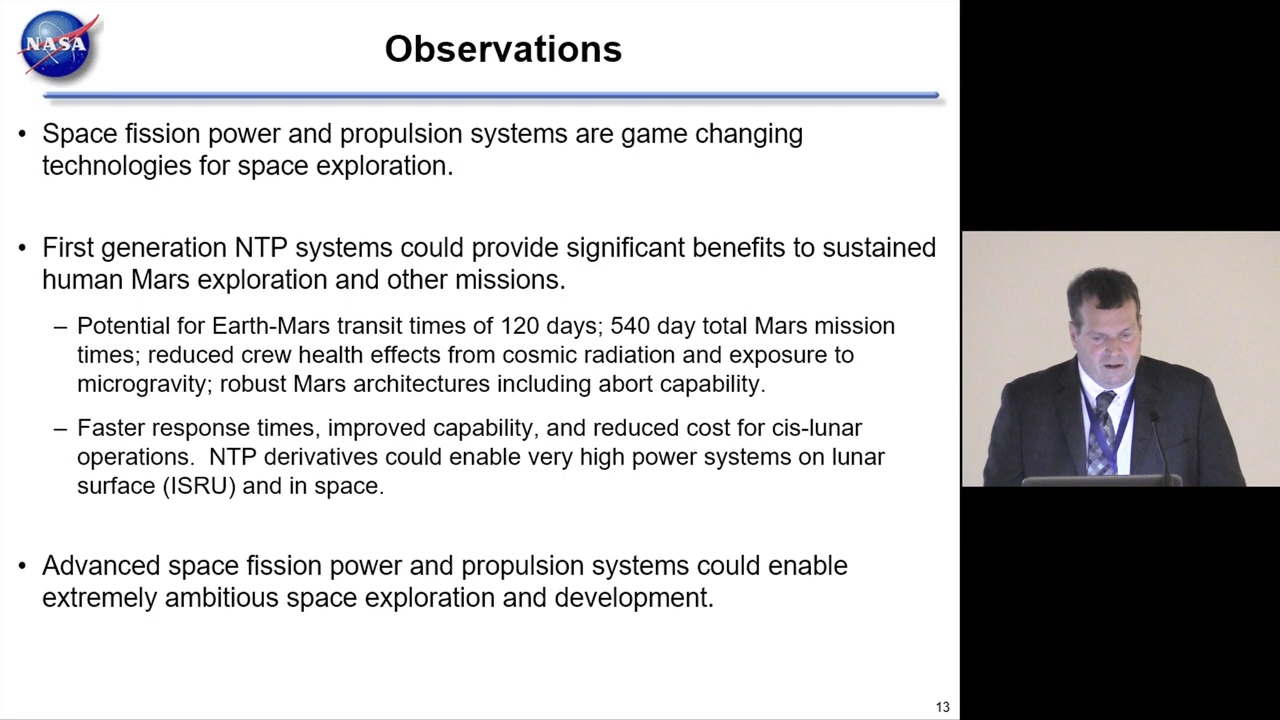 NASA
Observations
• Space fission power and propulsion systems are game changing
technologies for space exploration.
• First generation NTP systems could provide significant benefits to sustained
human Mars exploration and other missions.
– Potential for Earth-Mars transit times of 120 days; 540 day total Mars mission
times; reduced crew health effects from cosmic radiation and exposure to
microgravity; robust Mars architectures including abort capability.
– Faster response times, improved capability, and reduced cost for cis-lunar
operations.  NTP derivatives could enable very high power systems on lunar
surface (ISRU) and in space.
• Advanced space fission power and propulsion systems could enable
extremely ambitious space exploration and development.
13